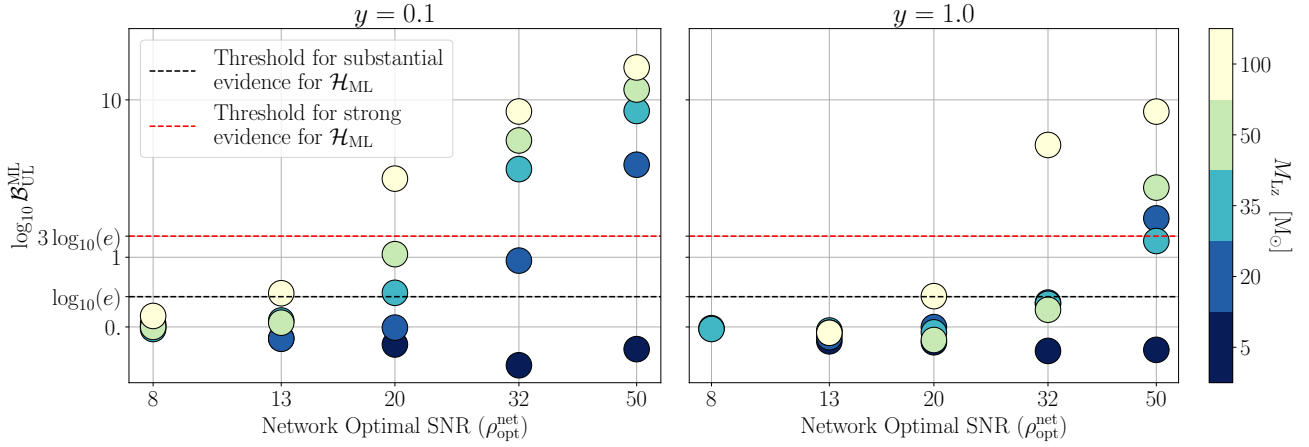 y = 0.1
y = 1.0
Threshold for substantial
evidence for ℋ_ML
Threshold for strong
evidence for ℋ_ML
log₁₀ ℬ^ML_UL
10
3 log₁₀(e)
1
log₁₀(e)
0.
8 13 20 32 50
8 13 20 32 50
Network Optimal SNR (ρ^net_opt)
Network Optimal SNR (ρ^net_opt)
100
50
35
20
5
M_Lz [M_⊙]